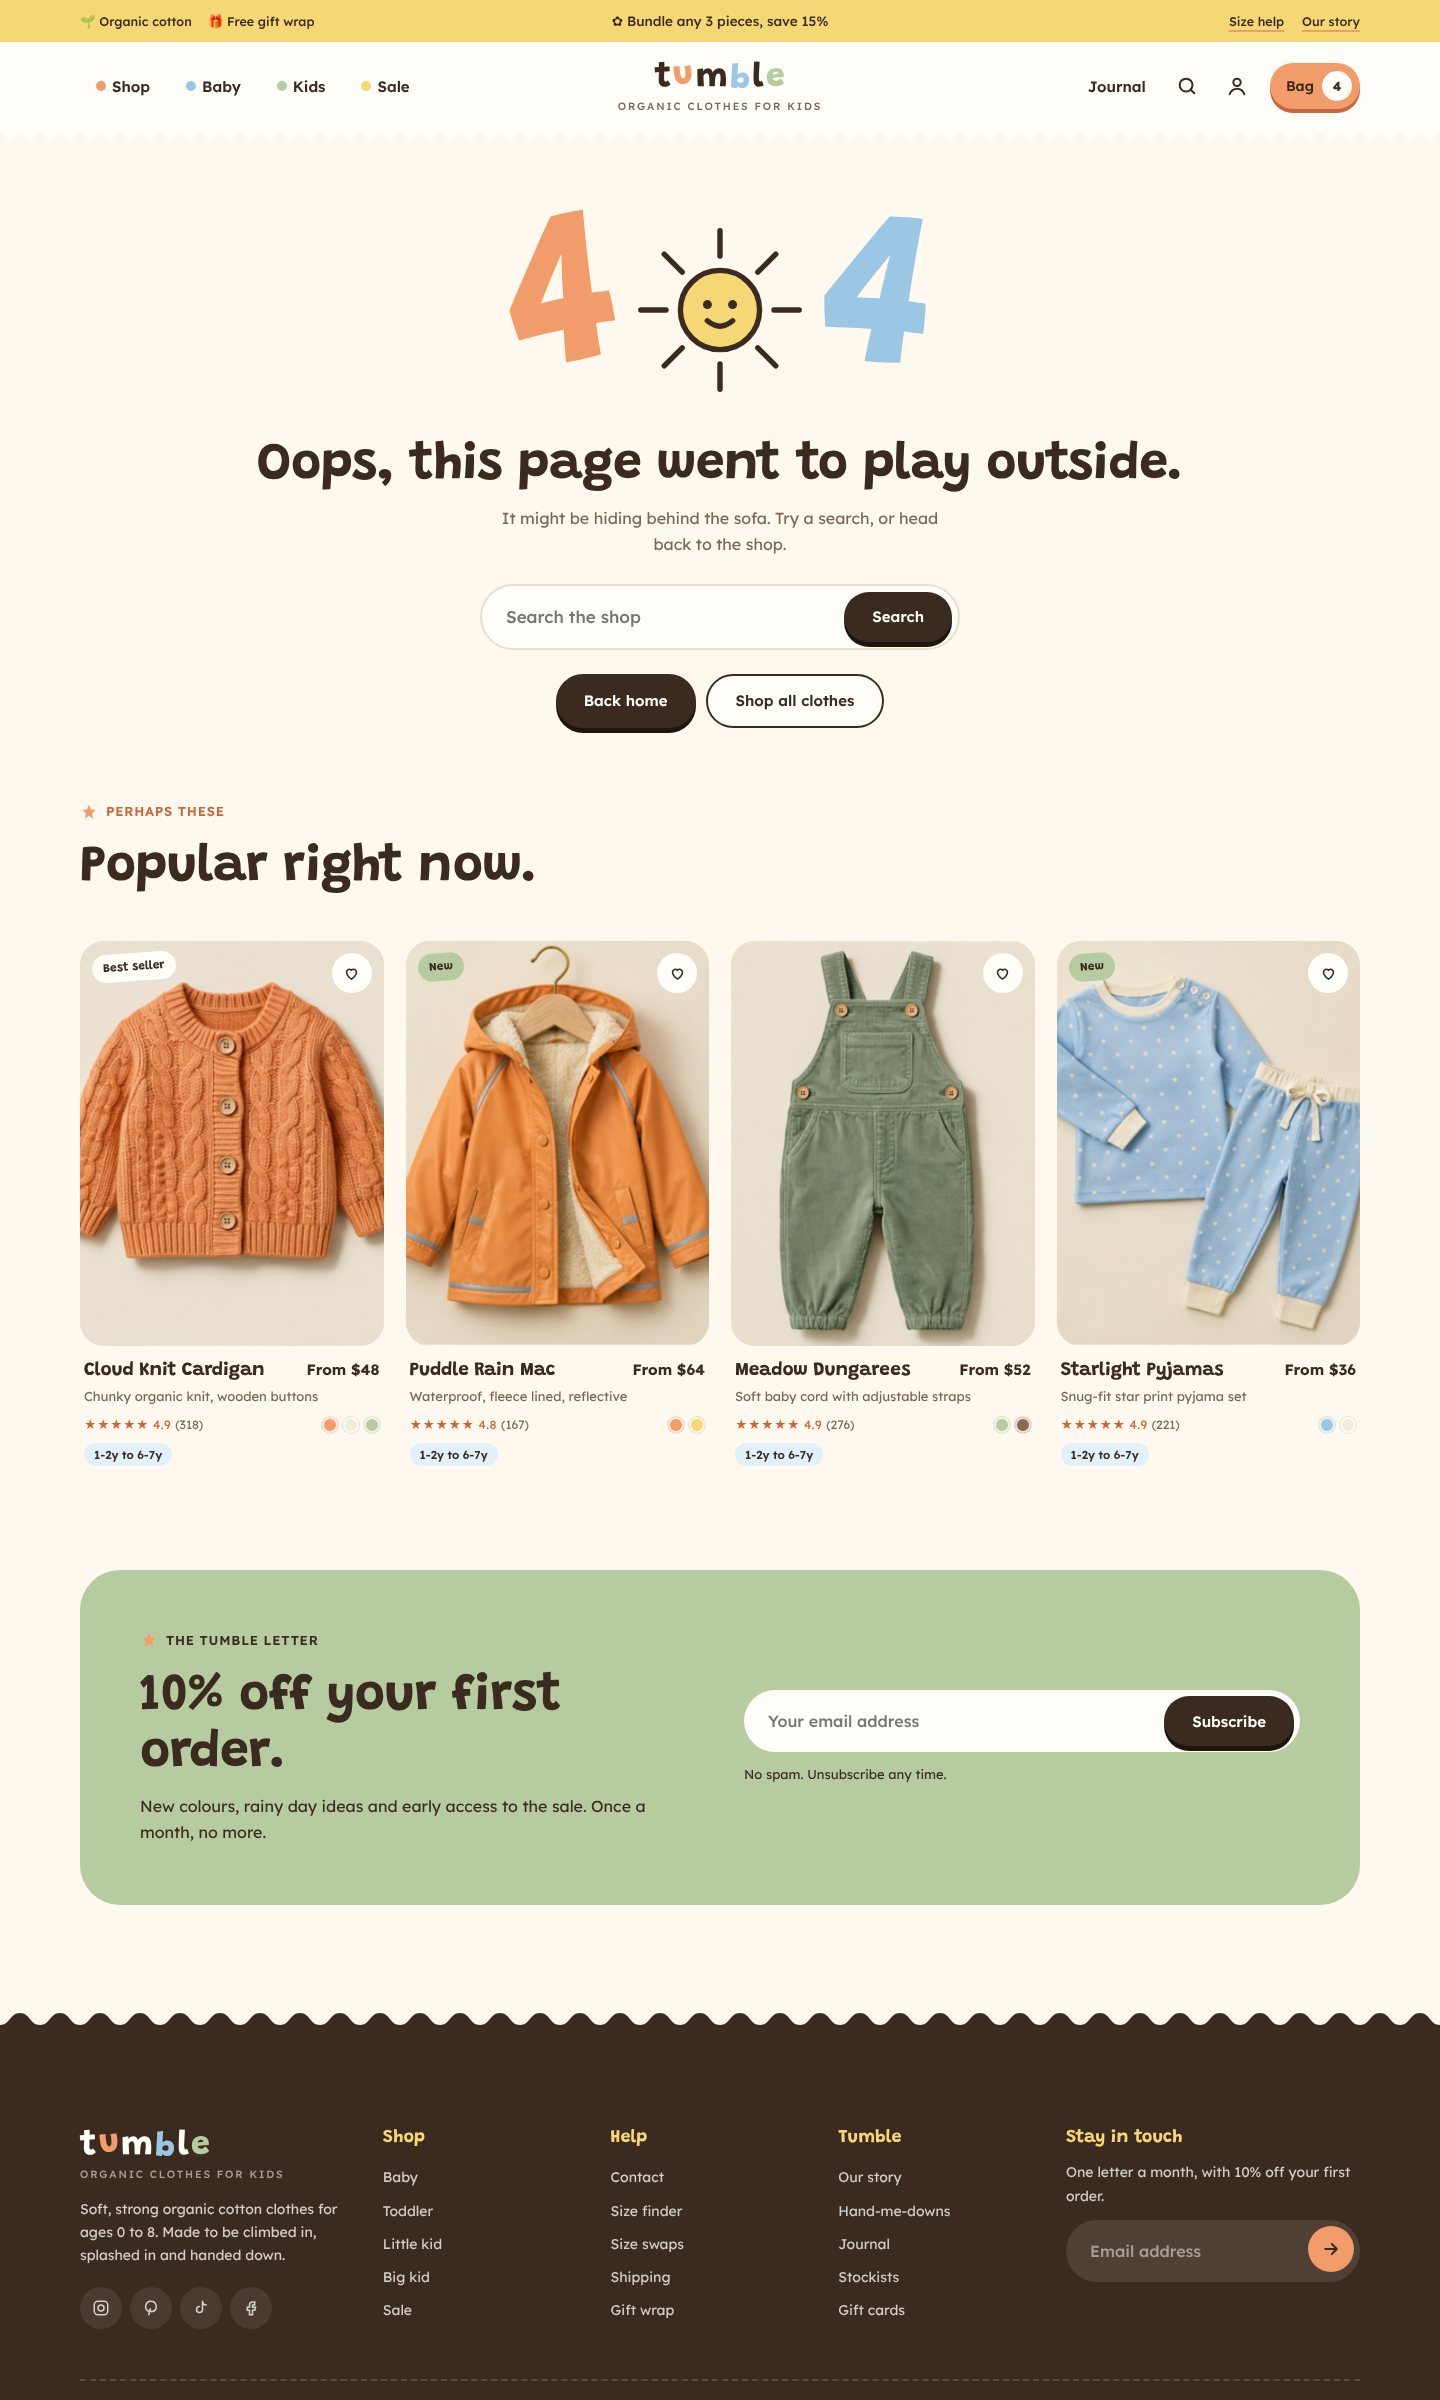 🌱 Organic cotton 🎁 Free gift wrap
✿ Bundle any 3 pieces, save 15%
Size help Our story
Shop Baby Kids Sale
tumble
ORGANIC CLOTHES FOR KIDS
Journal
Bag 4
4 4
Oops, this page went to play outside.
It might be hiding behind the sofa. Try a search, or head
back to the shop.
Search the shop Search
Back home Shop all clothes
PERHAPS THESE
Popular right now.
Best seller
Cloud Knit Cardigan From $48
Chunky organic knit, wooden buttons
★★★★★ 4.9 (318)
1-2y to 6-7y
New
Puddle Rain Mac From $64
Waterproof, fleece lined, reflective
★★★★★ 4.8 (167)
1-2y to 6-7y
Meadow Dungarees From $52
Soft baby cord with adjustable straps
★★★★★ 4.9 (276)
1-2y to 6-7y
New
Starlight Pyjamas From $36
Snug-fit star print pyjama set
★★★★★ 4.9 (221)
1-2y to 6-7y
THE TUMBLE LETTER
10% off your first
order.
New colours, rainy day ideas and early access to the sale. Once a
month, no more.
Your email address Subscribe
No spam. Unsubscribe any time.
tumble
ORGANIC CLOTHES FOR KIDS
Soft, strong organic cotton clothes for
ages 0 to 8. Made to be climbed in,
splashed in and handed down.
Shop
Baby
Toddler
Little kid
Big kid
Sale
Help
Contact
Size finder
Size swaps
Shipping
Gift wrap
Tumble
Our story
Hand-me-downs
Journal
Stockists
Gift cards
Stay in touch
One letter a month, with 10% off your first
order.
Email address